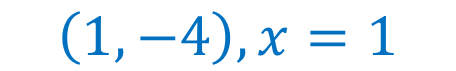 (1, −4), x = 1